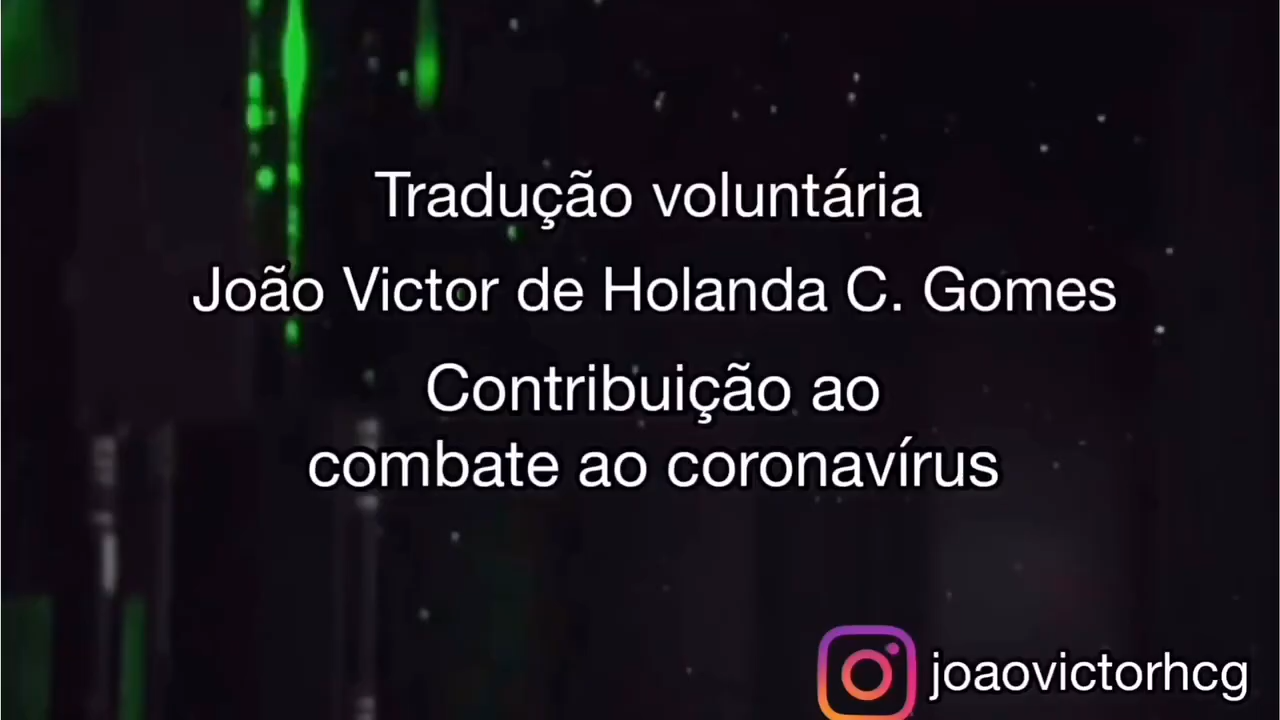 Tradução voluntária
João Victor de Holanda C. Gomes
Contribuição ao
combate ao coronavírus
joaovictorhcg